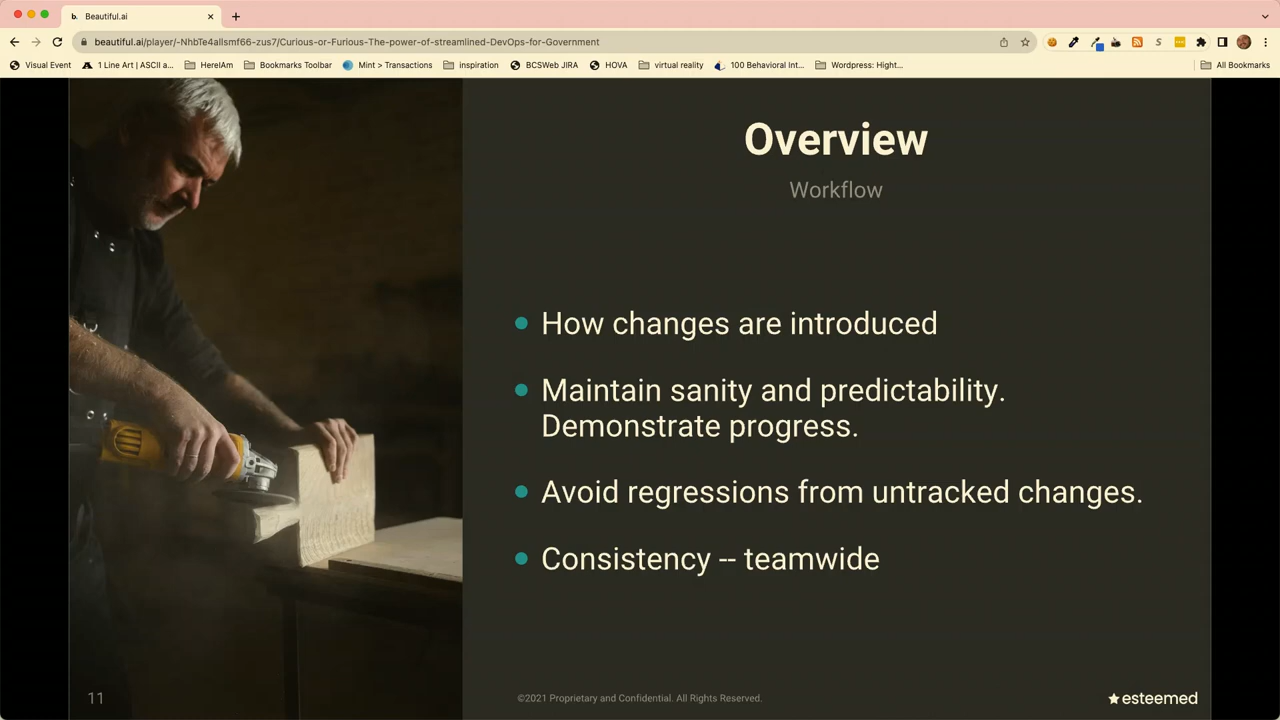 b. Beautiful.ai
beautiful.ai/player/-NhbTe4aIlsmf66-zus7/Curious-or-Furious-The-power-of-streamlined-DevOps-for-Government
Visual Event 1 Line Art | ASCII a... HereIAm Bookmarks Toolbar Mint > Transactions inspiration BCSWeb JIRA HOVA virtual reality 100 Behavioral Int... Wordpress: Hight... All Bookmarks
Overview
Workflow
How changes are introduced
Maintain sanity and predictability.
Demonstrate progress.
Avoid regressions from untracked changes.
Consistency -- teamwide
11
©2021 Proprietary and Confidential. All Rights Reserved.
esteemed